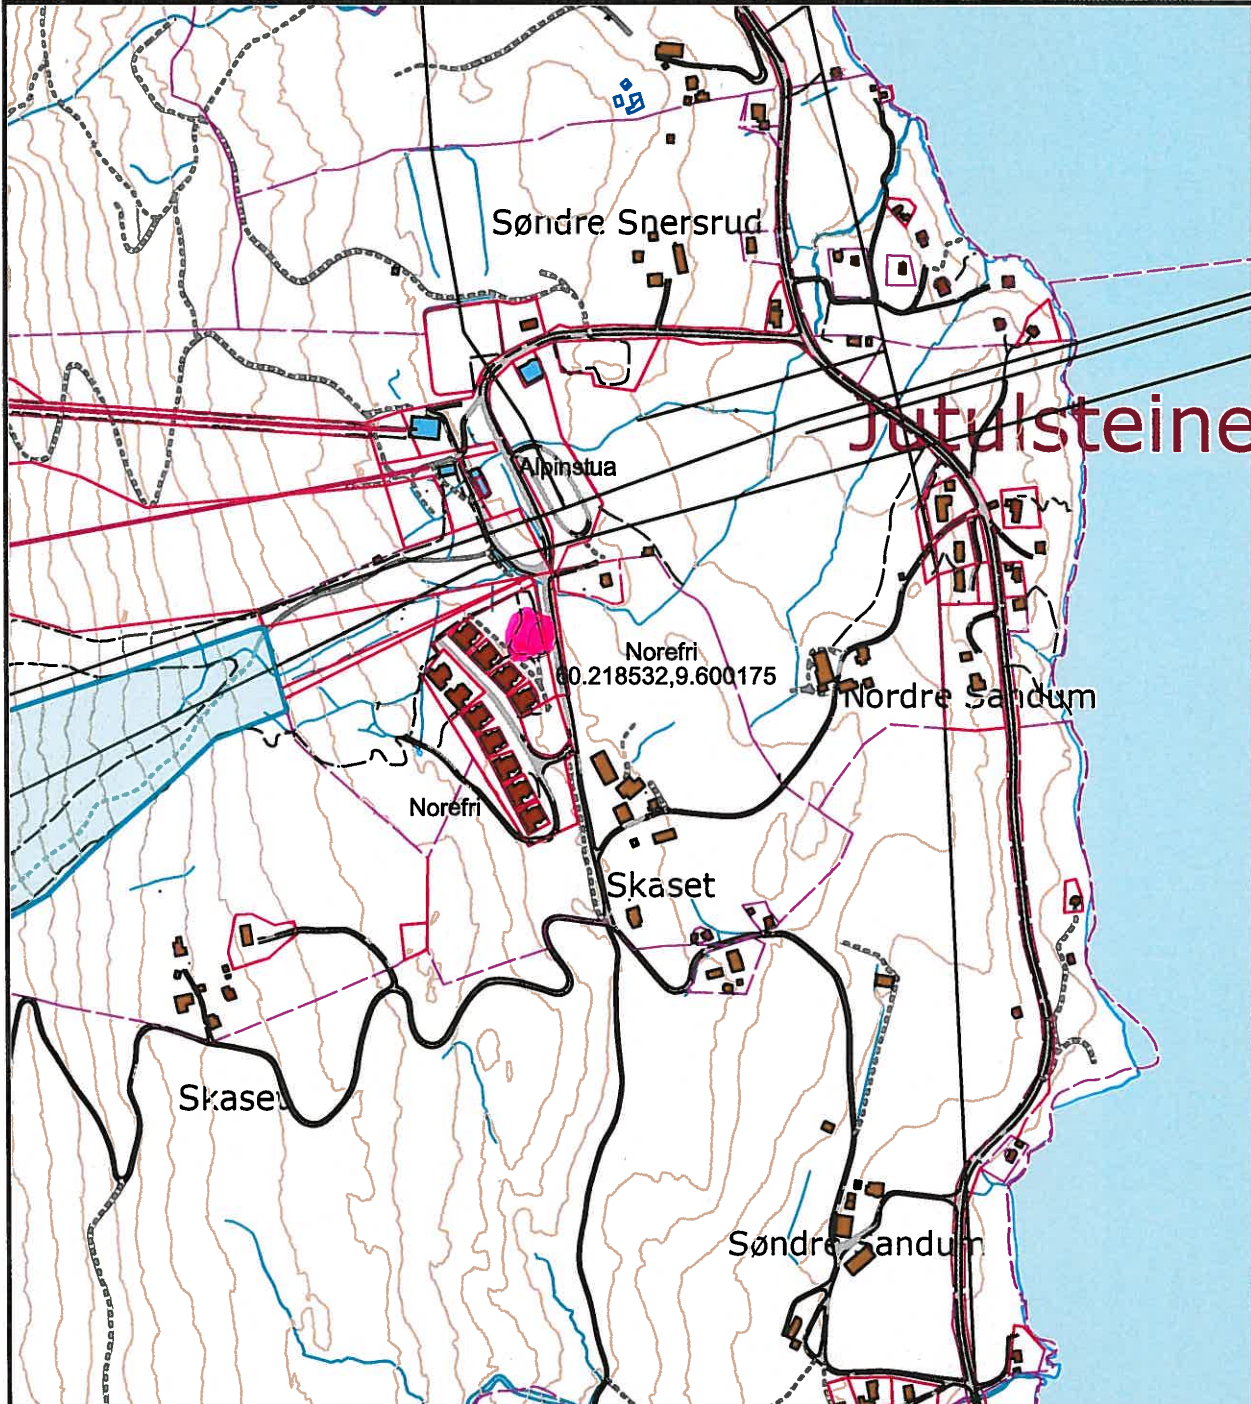 Søndre Snersrud
Jutulsteine
Alpinstua
Norefri
60.218532,9.600175
Nordre Sandum
Norefri
Skaset
Skaset
Søndre Sandum